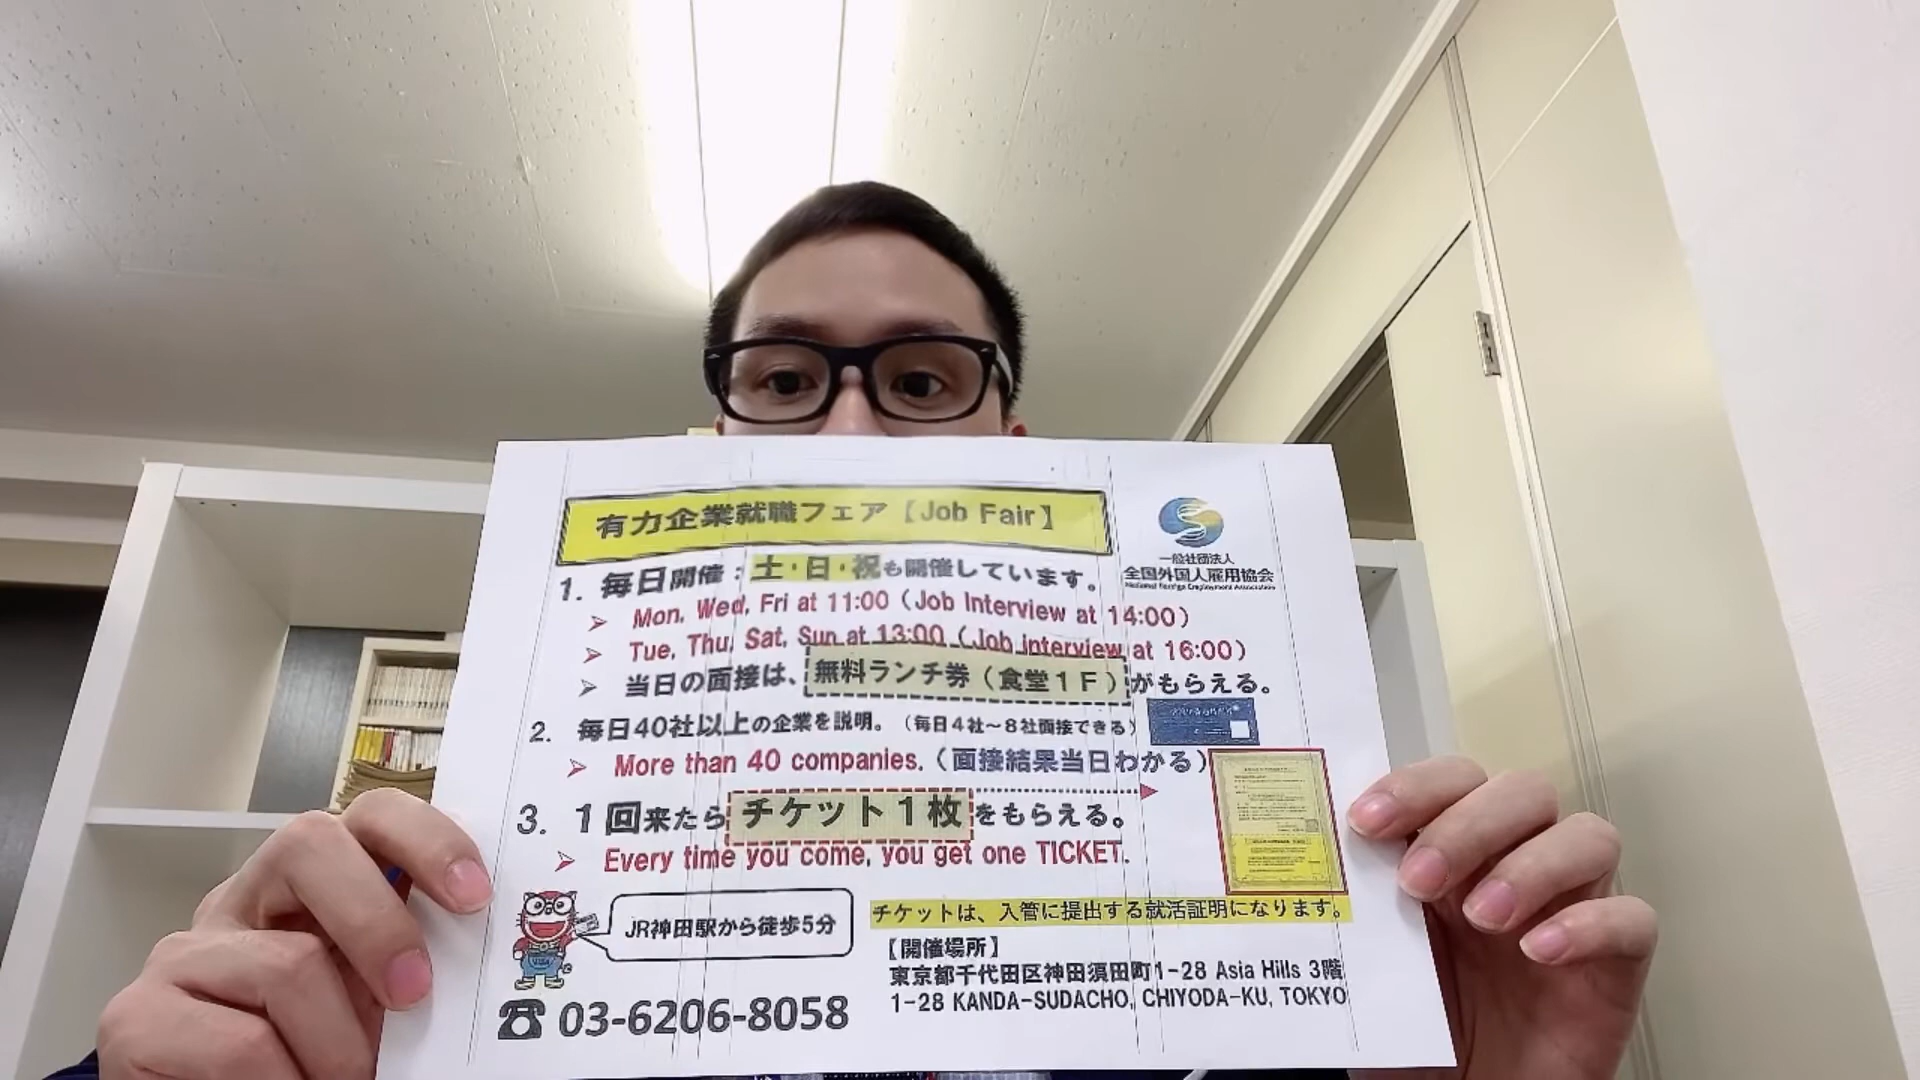 有力企業就職フェア【Job Fair】
一般社団法人
全国外国人雇用協会
National Foreign Employment Association
1. 毎日開催：土・日・祝も開催しています。
➢ Mon, Wed, Fri at 11:00（Job Interview at 14:00）
➢ Tue, Thu, Sat, Sun at 13:00（Job interview at 16:00）
➢ 当日の面接は、無料ランチ券（食堂１Ｆ）がもらえる。
2. 毎日40社以上の企業を説明。（毎日４社～８社面接できる）
➢ More than 40 companies.（面接結果当日わかる）
3. １回来たらチケット１枚をもらえる。
➢ Every time you come, you get one TICKET.
JR神田駅から徒歩5分
チケットは、入管に提出する就活証明になります。
【開催場所】
東京都千代田区神田須田町1-28 Asia Hills 3階
1-28 KANDA-SUDACHO, CHIYODA-KU, TOKYO
☎ 03-6206-8058